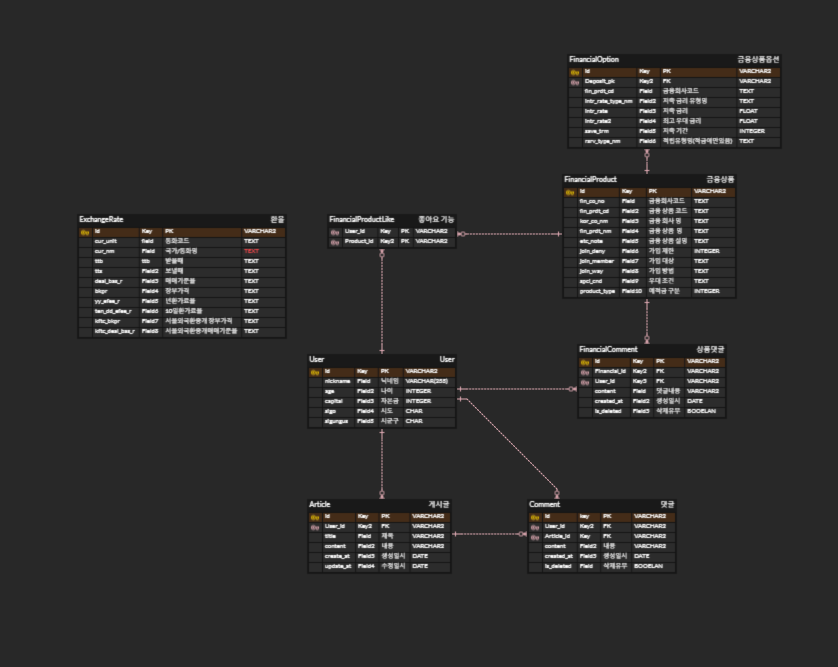 FinancialOption 금융상품옵션
Id Key PK VARCHAR2
Deposit_pk Key2 FK VARCHAR2
fin_prdt_cd Field 금융회사코드 TEXT
intr_rate_type_nm Field2 저축 금리 유형명 TEXT
intr_rate Field3 저축 금리 FLOAT
intr_rate2 Field4 최고 우대 금리 FLOAT
save_trm Field5 저축 기간 INTEGER
rsrv_type_nm Field6 적립유형명(적금에만있음) TEXT
FinancialProduct 금융상품
Id Key PK VARCHAR2
fin_co_no Field 금융회사코드 TEXT
fin_prdt_cd Field2 금융 상품 코드 TEXT
kor_co_nm Field3 금융 회사 명 TEXT
fin_prdt_nm Field4 금융 상품 명 TEXT
etc_note Field5 금융 상품 설명 TEXT
join_deny Field6 가입 제한 INTEGER
join_member Field7 가입 대상 TEXT
join_way Field8 가입 방법 TEXT
spcl_cnd Field9 우대 조건 TEXT
product_type Field10 예적금 구분 INTEGER
ExchangeRate 환율
Id Key PK VARCHAR2
cur_unit field 통화코드 TEXT
cur_nm Field 국가/통화명 TEXT
ttb ttb 받을때 TEXT
tts Field2 보낼때 TEXT
deal_bas_r Field3 매매기준율 TEXT
bkpr Field4 장부가격 TEXT
yy_efee_r Field5 년환가료율 TEXT
ten_dd_efee_r Field6 10일환가료율 TEXT
kftc_bkpr Field7 서울외국환중개 장부가격 TEXT
kftc_deal_bas_r Field8 서울외국환중개매매기준율 TEXT
FinancialProductLike 좋아요 기능
User_Id Key PK VARCHAR2
Product_Id Key2 PK VARCHAR2
FinancialComment 상품댓글
Id Key PK VARCHAR2
Financial_Id Key2 FK VARCHAR2
User_Id Key3 FK VARCHAR2
content Field 댓글내용 VARCHAR2
created_at Field2 생성일시 DATE
is_deleted Field3 삭제유무 BOOELAN
User User
Id Key PK VARCHAR2
nickname Field 닉네임 VARCHAR(255)
age Field2 나이 INTEGER
capital Field3 자본금 INTEGER
sigo Field4 시도 CHAR
sigungus Field5 시군구 CHAR
Article 게시글
Id Key PK VARCHAR2
User_Id Key2 FK VARCHAR2
title Field 제목 VARCHAR2
content Field2 내용 VARCHAR2
create_at Field3 생성일시 DATE
update_at Field4 수정일시 DATE
Comment 댓글
Id key PK VARCHAR2
User_Id Key2 FK VARCHAR2
Article_Id Key FK VARCHAR2
content Field2 내용 VARCHAR2
created_at Field3 생성일시 DATE
is_deleted Field 삭제유무 BOOELAN